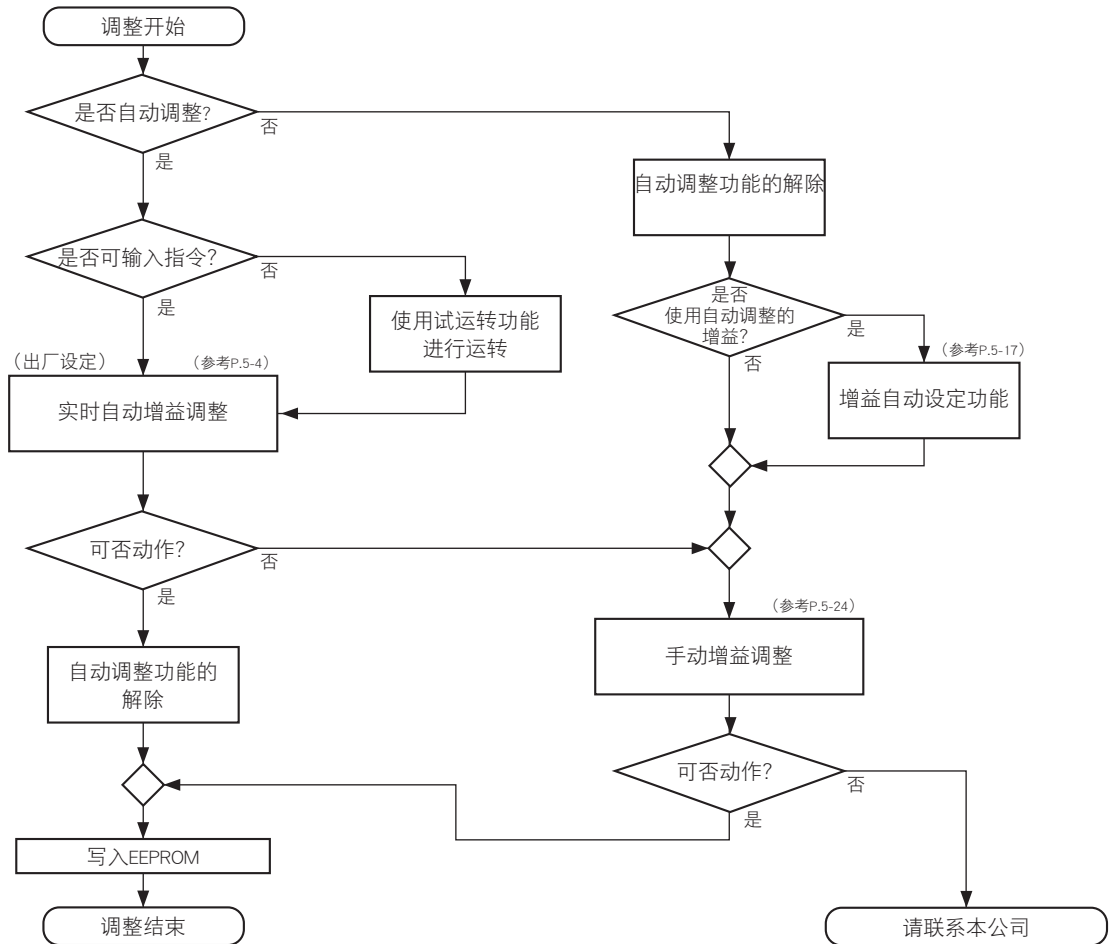 调整开始
是否自动调整?
否
是
自动调整功能的解除
是否可输入指令?
否
是
使用试运转功能
进行运转
是否
使用自动调整的
增益?
是
否
（出厂设定）
（参考P.5-4）
实时自动增益调整
（参考P.5-17）
增益自动设定功能
可否动作?
否
是
（参考P.5-24）
手动增益调整
自动调整功能的
解除
可否动作?
否
是
写入EEPROM
调整结束
请联系本公司